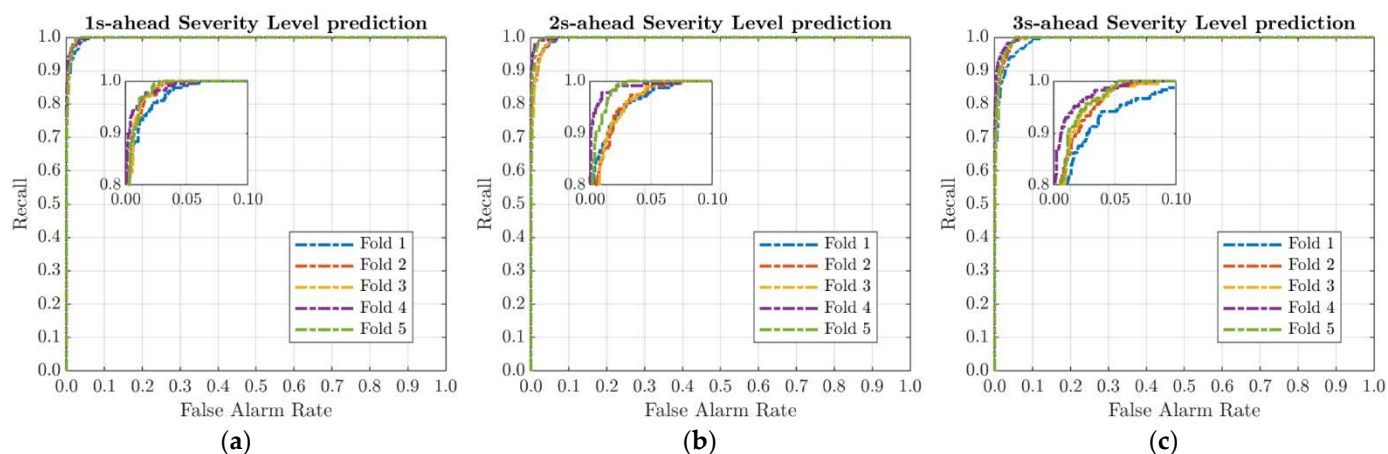 1s-ahead Severity Level prediction
1.0
0.9
0.8
0.7
0.6
0.5
0.4
0.3
0.2
0.1
0.0
Recall
1.0
0.9
0.8
0.00 0.05 0.10
Fold 1
Fold 2
Fold 3
Fold 4
Fold 5
0.0 0.1 0.2 0.3 0.4 0.5 0.6 0.7 0.8 0.9 1.0
False Alarm Rate
(a)
2s-ahead Severity Level prediction
1.0
0.9
0.8
0.7
0.6
0.5
0.4
0.3
0.2
0.1
0.0
Recall
1.0
0.9
0.8
0.00 0.05 0.10
Fold 1
Fold 2
Fold 3
Fold 4
Fold 5
0.0 0.1 0.2 0.3 0.4 0.5 0.6 0.7 0.8 0.9 1.0
False Alarm Rate
(b)
3s-ahead Severity Level prediction
1.0
0.9
0.8
0.7
0.6
0.5
0.4
0.3
0.2
0.1
0.0
Recall
1.0
0.9
0.8
0.00 0.05 0.10
Fold 1
Fold 2
Fold 3
Fold 4
Fold 5
0.0 0.1 0.2 0.3 0.4 0.5 0.6 0.7 0.8 0.9 1.0
False Alarm Rate
(c)